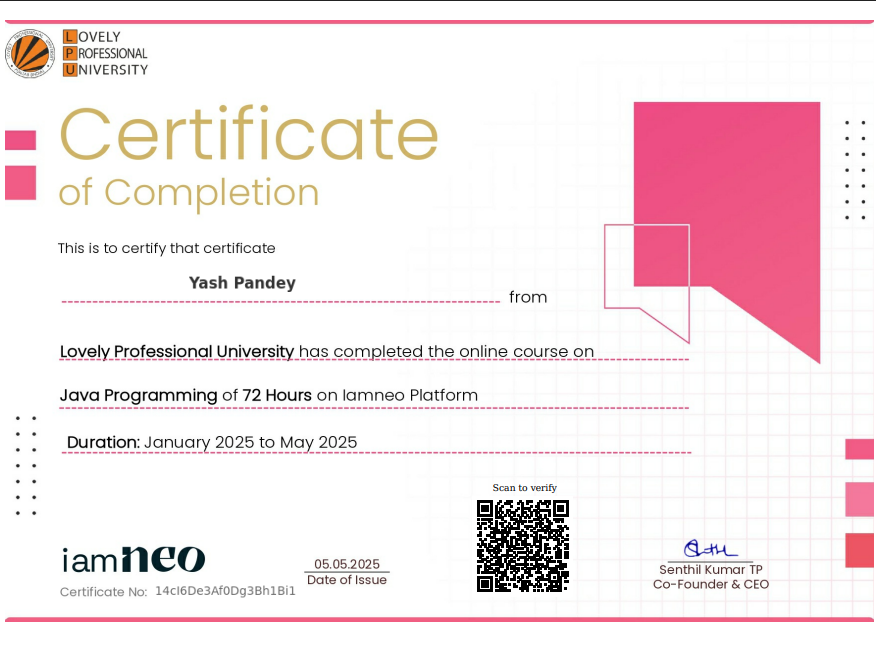 LOVELY
PROFESSIONAL
UNIVERSITY
Certificate
of Completion
This is to certify that certificate
Yash Pandey
from
Lovely Professional University has completed the online course on
Java Programming of 72 Hours on Iamneo Platform
Duration: January 2025 to May 2025
Scan to verify
iamneo
05.05.2025
Date of Issue
Senthil Kumar TP
Co-Founder & CEO
Certificate No: 14cI6De3Af0Dg3Bh1Bi1